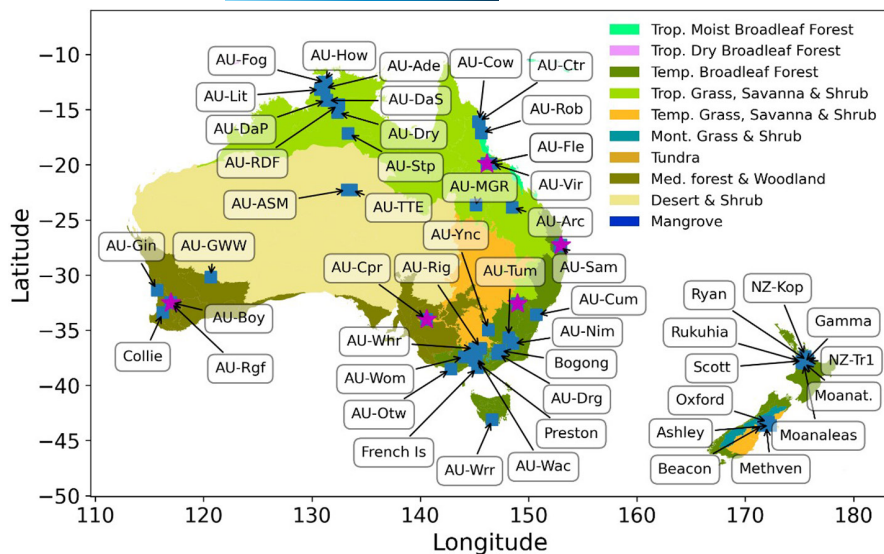 Trop. Moist Broadleaf Forest
Trop. Dry Broadleaf Forest
Temp. Broadleaf Forest
Trop. Grass, Savanna & Shrub
Temp. Grass, Savanna & Shrub
Mont. Grass & Shrub
Tundra
Med. forest & Woodland
Desert & Shrub
Mangrove
AU-Fog
AU-How
AU-Ade
AU-Cow
AU-Ctr
AU-Lit
AU-DaS
AU-Rob
AU-DaP
AU-Dry
AU-Fle
AU-RDF
AU-Stp
AU-Vir
AU-MGR
AU-ASM
AU-TTE
AU-Arc
AU-Ync
AU-Gin
AU-GWW
AU-Cpr
AU-Rig
AU-Tum
AU-Sam
AU-Cum
AU-Boy
AU-Whr
AU-Nim
Collie
AU-Rgf
AU-Wom
Bogong
AU-Otw
AU-Drg
French Is
Preston
AU-Wrr
AU-Wac
Ryan
NZ-Kop
Rukuhia
Gamma
Scott
NZ-Tr1
Oxford
Moanat.
Ashley
Moanaleas
Beacon
Methven
Latitude
−10
−15
−20
−25
−30
−35
−40
−45
−50
110
120
130
140
150
160
170
180
Longitude